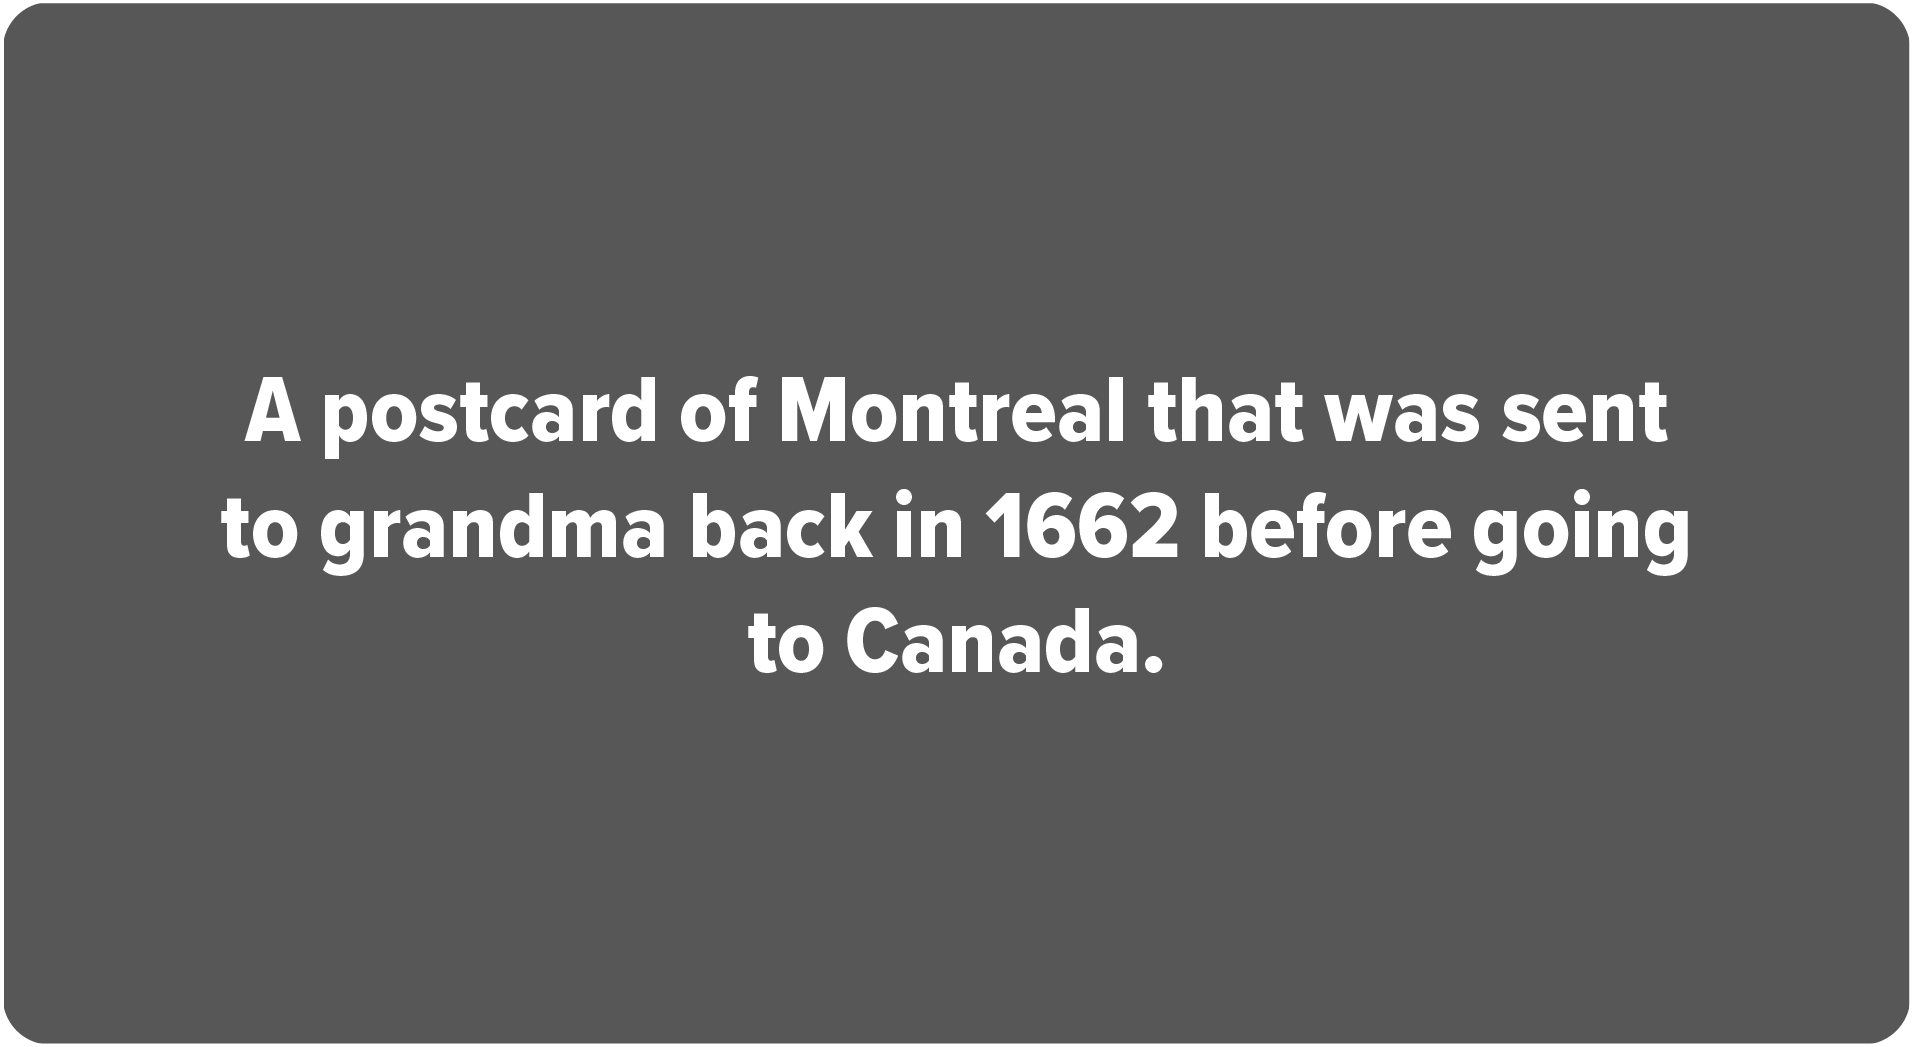 A postcard of Montreal that was sent
to grandma back in 1662 before going
to Canada.